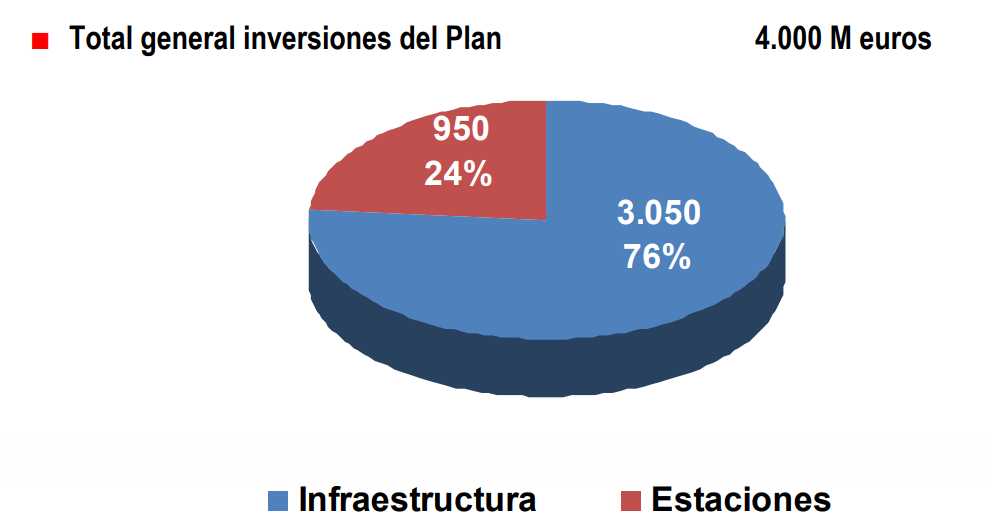 Total general inversiones del Plan 4.000 M euros
950
24%
3.050
76%
Infraestructura Estaciones